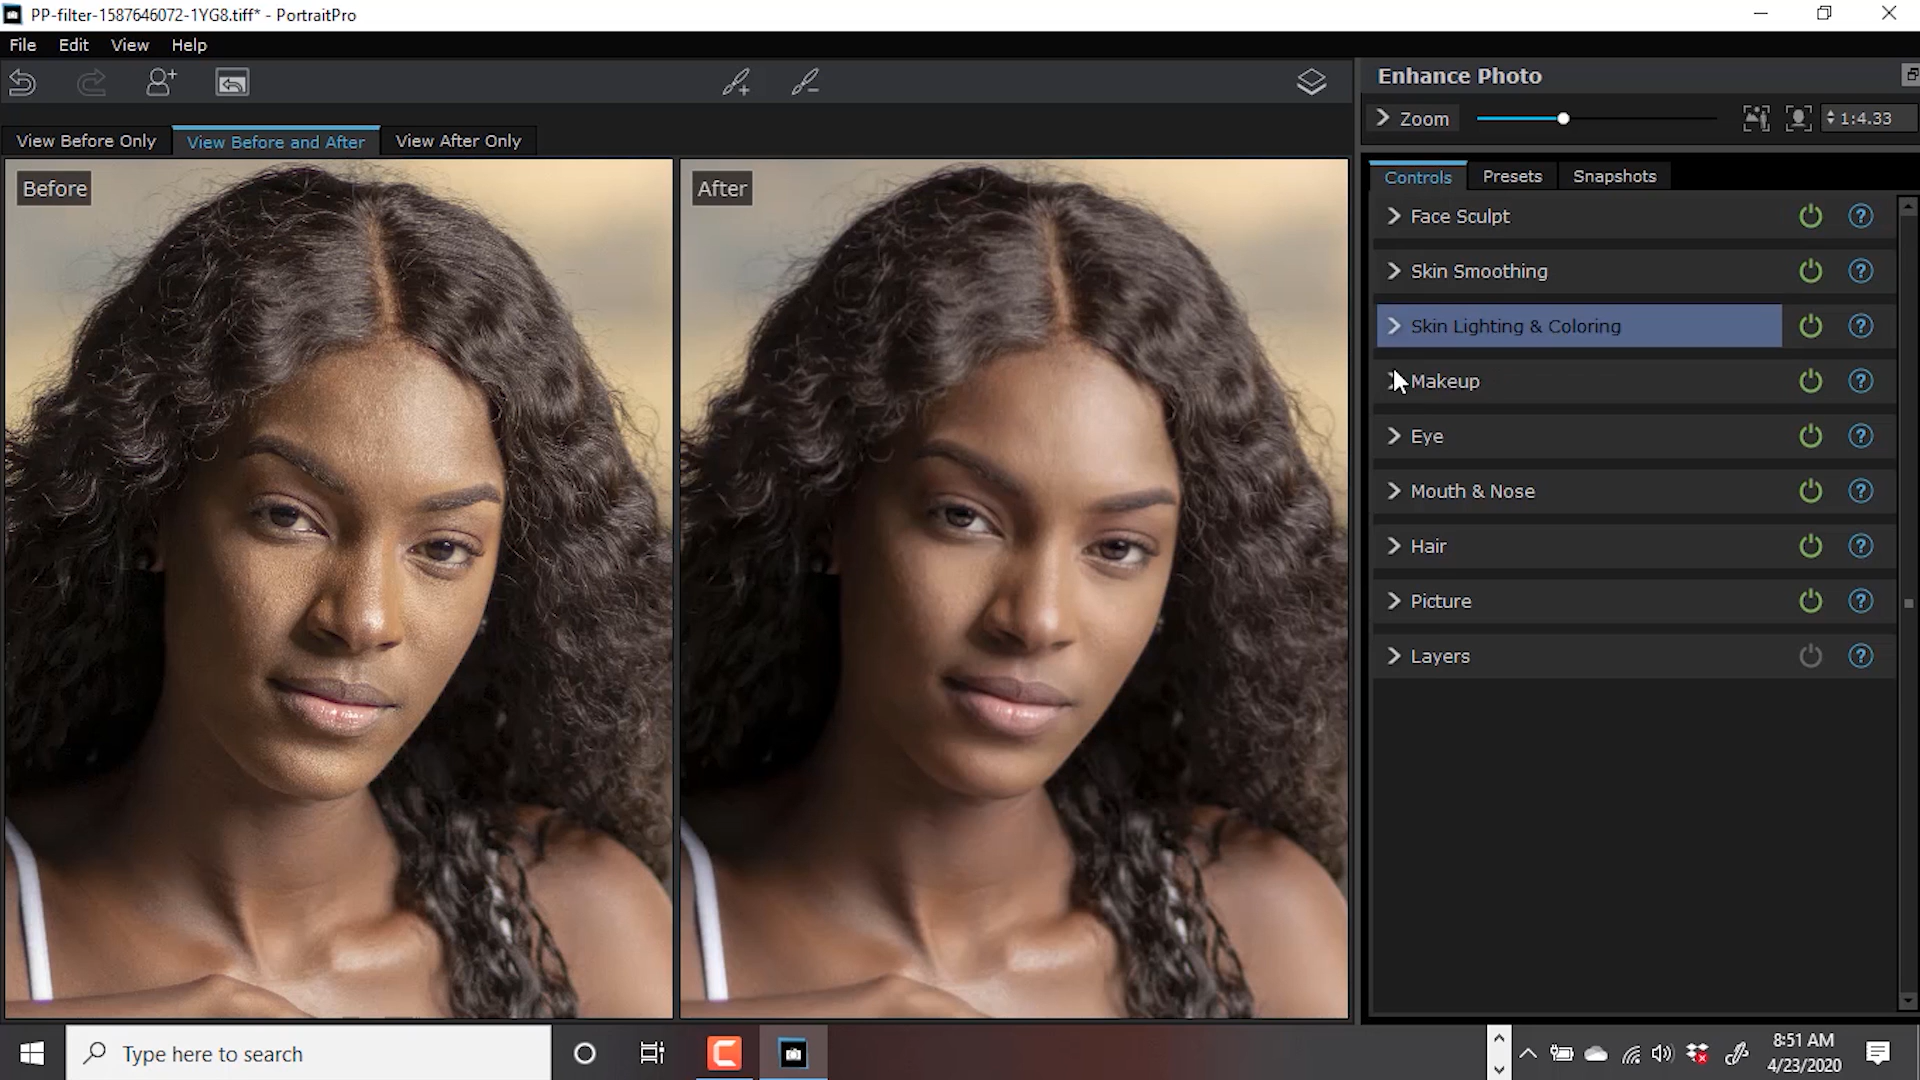 PP-filter-1587646072-1YG8.tiff* - PortraitPro
File Edit View Help
Enhance Photo
Zoom 1:4.33
View Before Only View Before and After View After Only
Before
After
Controls Presets Snapshots
Face Sculpt ?
Skin Smoothing ?
Skin Lighting & Coloring ?
Makeup ?
Eye ?
Mouth & Nose ?
Hair ?
Picture ?
Layers ?
Type here to search
8:51 AM
4/23/2020